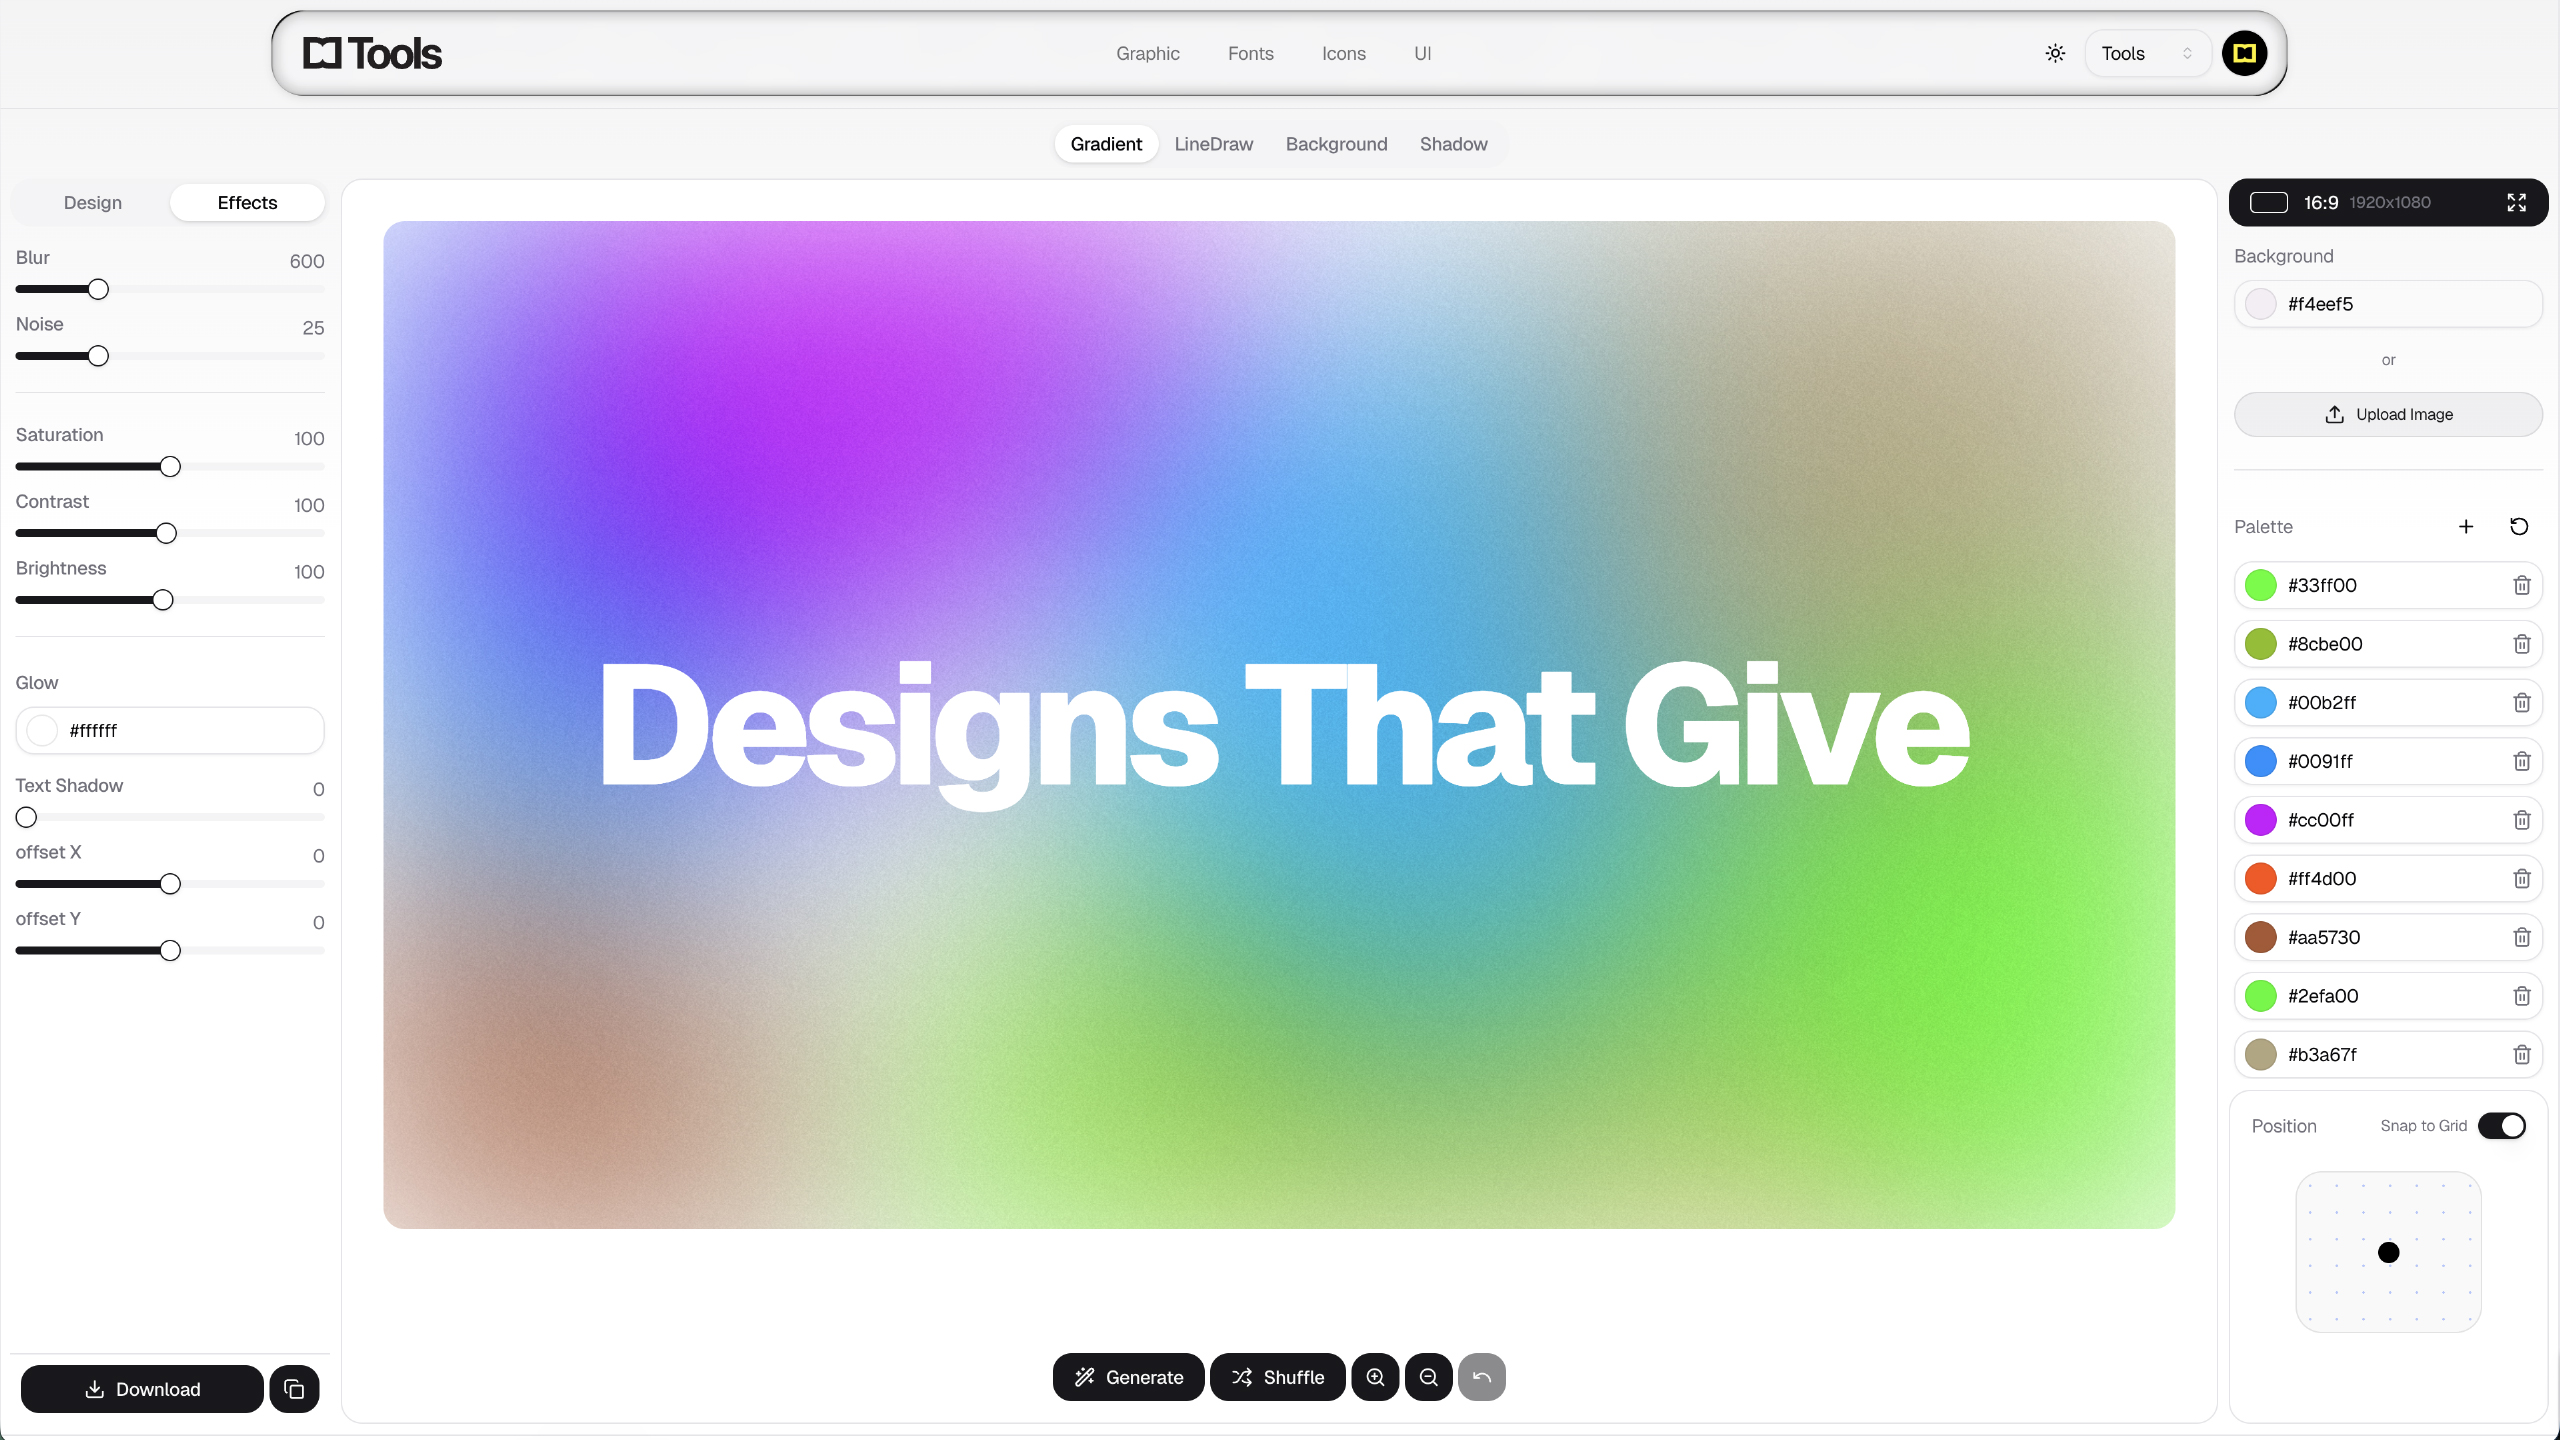 Tools
Graphic
Fonts
Icons
UI
Tools
Gradient
LineDraw
Background
Shadow
Design
Effects
Blur
600
Noise
25
Saturation
100
Contrast
100
Brightness
100
Glow
#ffffff
Text Shadow
0
offset X
0
offset Y
0
Download
Designs That Give
Generate
Shuffle
16:9 1920x1080
Background
#f4eef5
or
Upload Image
Palette
#33ff00
#8cbe00
#00b2ff
#0091ff
#cc00ff
#ff4d00
#aa5730
#2efa00
#b3a67f
Position
Snap to Grid